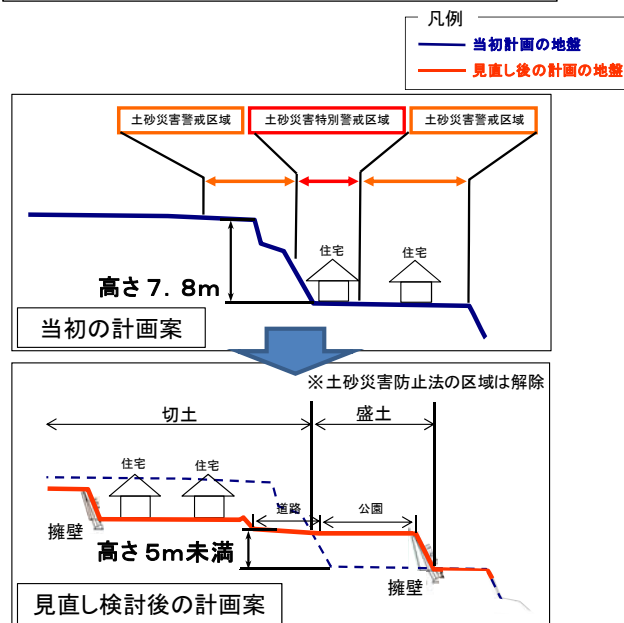 凡例
当初計画の地盤
見直し後の計画の地盤
土砂災害警戒区域
土砂災害特別警戒区域
土砂災害警戒区域
住宅
住宅
高さ7.8m
当初の計画案
※土砂災害防止法の区域は解除
切土
盛土
住宅
住宅
道路
公園
擁壁
高さ5m未満
擁壁
見直し検討後の計画案